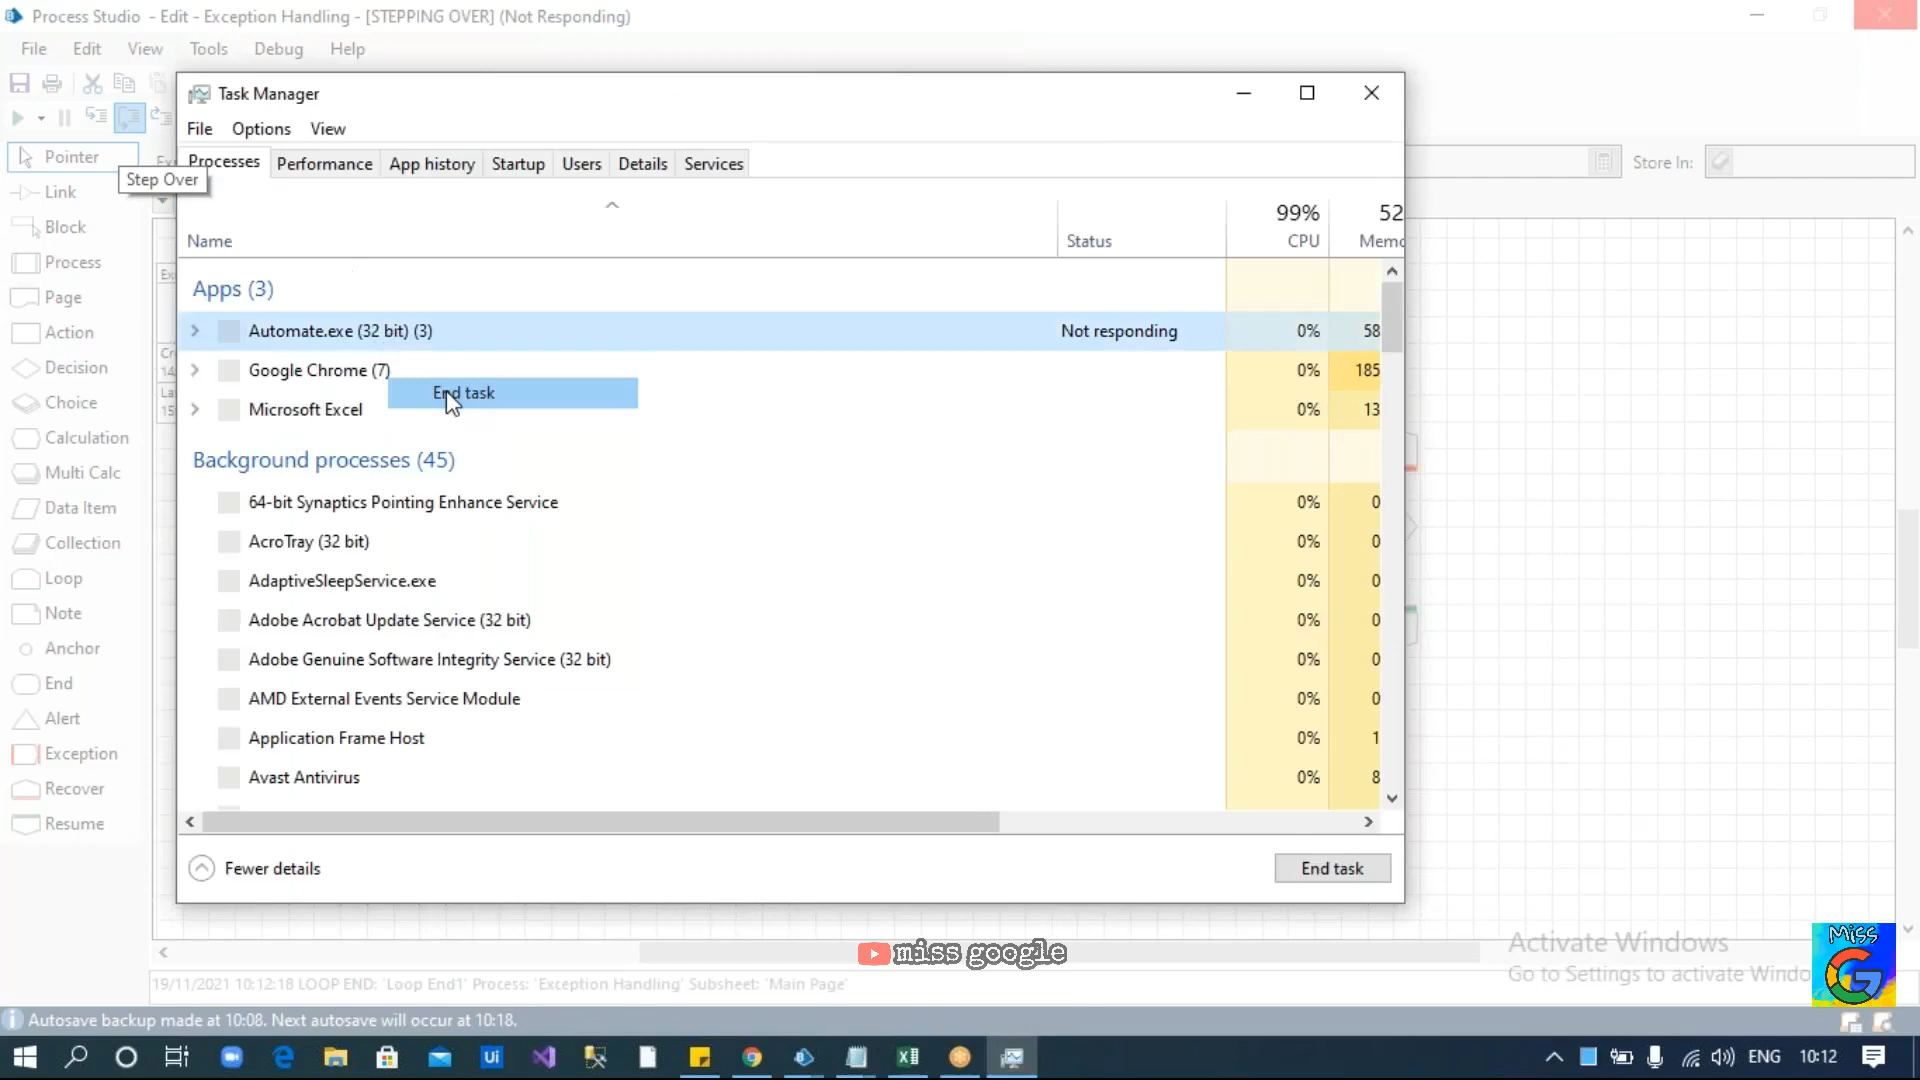 Process Studio - Edit - Exception Handling - [STEPPING OVER] (Not Responding)
File Edit View Tools Debug Help
Task Manager
File Options View
Processes Performance App history Startup Users Details Services
Pointer
Step Over
Store In:
Link
Block
Process
Page
Action
Decision
Choice
Calculation
Multi Calc
Data Item
Collection
Loop
Note
Anchor
End
Alert
Exception
Recover
Resume
99% 52
Name Status CPU Memo
Apps (3)
Automate.exe (32 bit) (3) Not responding 0% 58
Google Chrome (7) 0% 185
End task
Microsoft Excel 0% 13
Background processes (45)
64-bit Synaptics Pointing Enhance Service 0% 0
AcroTray (32 bit) 0% 0
AdaptiveSleepService.exe 0% 0
Adobe Acrobat Update Service (32 bit) 0% 0
Adobe Genuine Software Integrity Service (32 bit) 0% 0
AMD External Events Service Module 0% 0
Application Frame Host 0% 1
Avast Antivirus 0% 8
Fewer details End task
miss google
Activate Windows
Go to Settings to activate Windo
Miss
G
19/11/2021 10:12:18 LOOP END: 'Loop End1' Process: 'Exception Handling' Subsheet: 'Main Page'
Autosave backup made at 10:08. Next autosave will occur at 10:18.
Ui
ENG 10:12